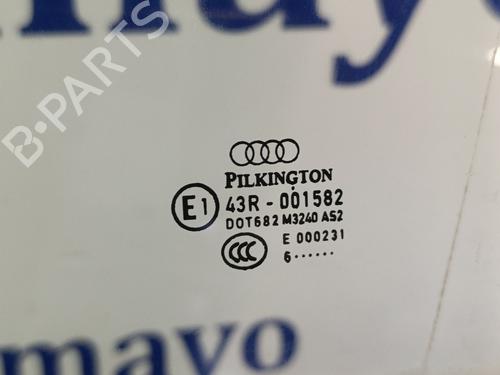 B-PARTS
PILKINGTON
E1
43R - 001582
DOT682 M3240 AS2
E 000231
CCC
6······
mayo